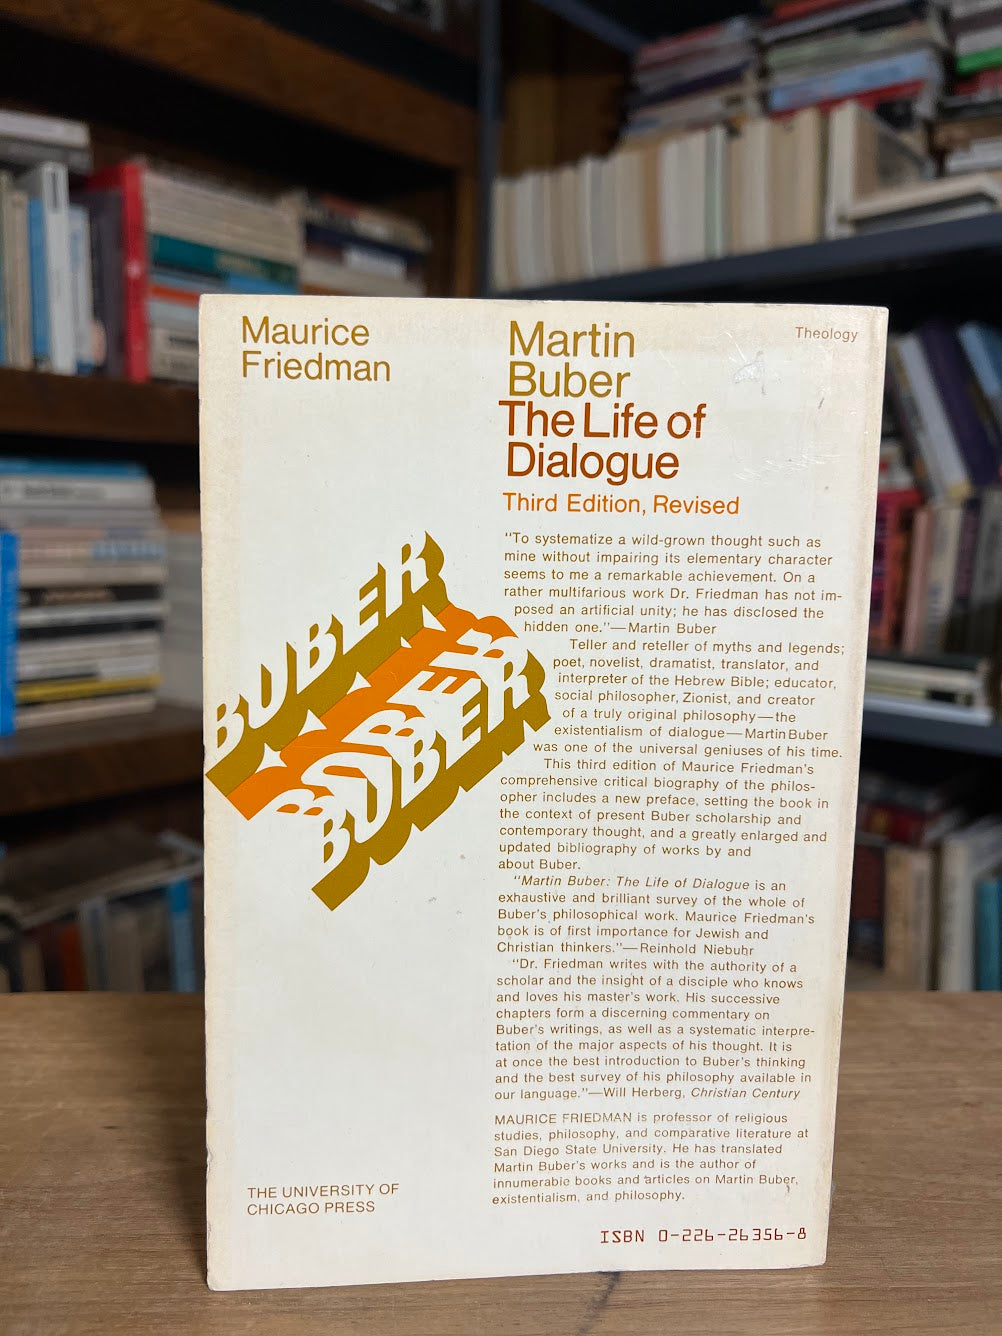 Maurice
Friedman
Martin
Buber
The Life of
Dialogue
Third Edition, Revised
Theology
"To systematize a wild-grown thought such as
mine without impairing its elementary character
seems to me a remarkable achievement. On a
rather multifarious work Dr. Friedman has not im-
posed an artificial unity; he has disclosed the
hidden one."—Martin Buber
Teller and reteller of myths and legends;
poet, novelist, dramatist, translator, and
interpreter of the Hebrew Bible; educator,
social philosopher, Zionist, and creator
of a truly original philosophy—the
existentialism of dialogue—Martin Buber
was one of the universal geniuses of his time.
This third edition of Maurice Friedman's
comprehensive critical biography of the philos-
opher includes a new preface, setting the book in
the context of present Buber scholarship and
contemporary thought, and a greatly enlarged and
updated bibliography of works by and
about Buber.
"Martin Buber: The Life of Dialogue is an
exhaustive and brilliant survey of the whole of
Buber's philosophical work. Maurice Friedman's
book is of first importance for Jewish and
Christian thinkers."—Reinhold Niebuhr
"Dr. Friedman writes with the authority of a
scholar and the insight of a disciple who knows
and loves his master's work. His successive
chapters form a discerning commentary on
Buber's writings, as well as a systematic interpre-
tation of the major aspects of his thought. It is
at once the best introduction to Buber's thinking
and the best survey of his philosophy available in
our language."—Will Herberg, Christian Century
MAURICE FRIEDMAN is professor of religious
studies, philosophy, and comparative literature at
San Diego State University. He has translated
Martin Buber's works and is the author of
innumerable books and articles on Martin Buber,
existentialism, and philosophy.
BUBER
BUBER
BUBER
THE UNIVERSITY OF
CHICAGO PRESS
ISBN 0-226-26356-8